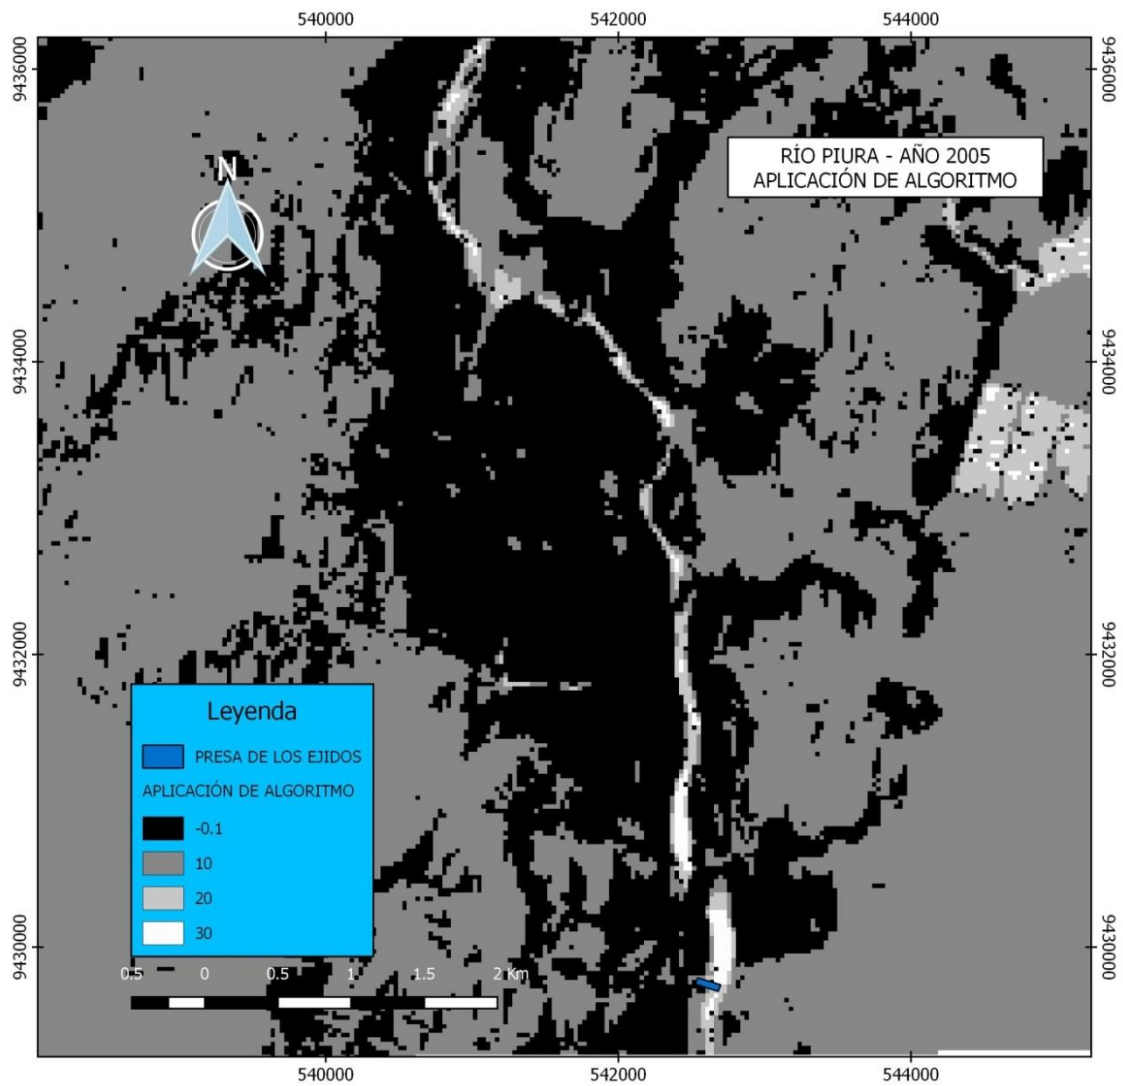 540000 542000 544000
9436000 9436000
RÍO PIURA - AÑO 2005
APLICACIÓN DE ALGORITMO
N
9434000 9434000
9432000 9432000
Leyenda
PRESA DE LOS EJIDOS
APLICACIÓN DE ALGORITMO
-0.1
10
20
30
9430000 9430000
0.5 0 0.5 1 1.5 2 Km
540000 542000 544000